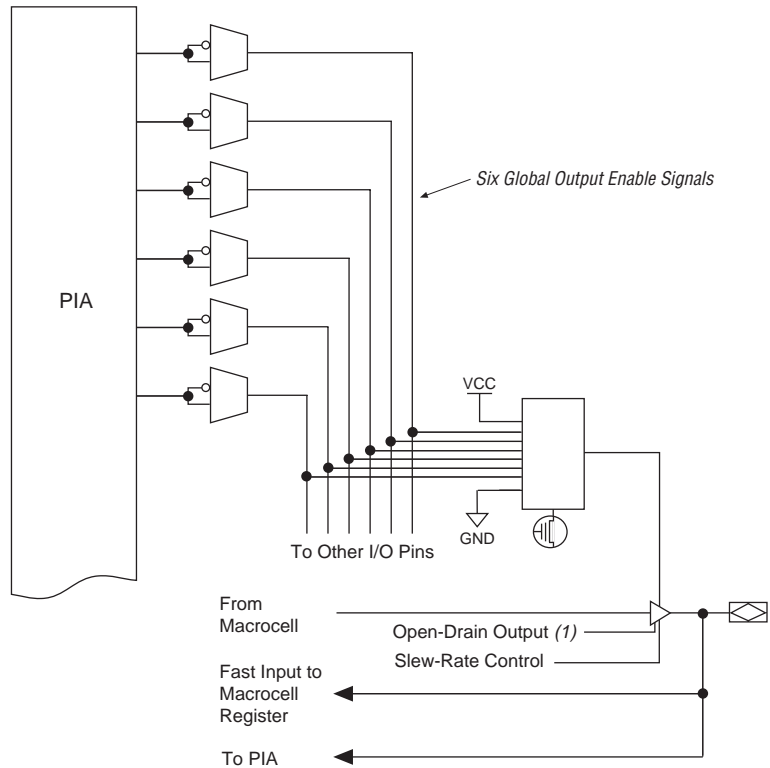 Six Global Output Enable Signals
PIA
VCC
GND
To Other I/O Pins
From
Macrocell
Open-Drain Output (1)
Slew-Rate Control
Fast Input to
Macrocell
Register
To PIA